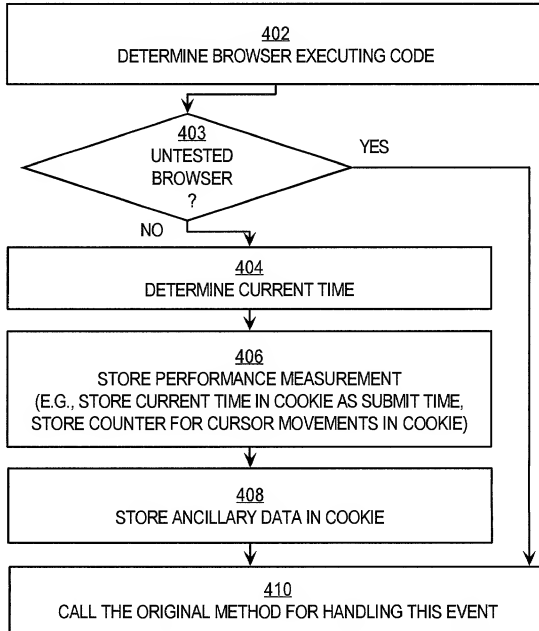 402
DETERMINE BROWSER EXECUTING CODE
403
UNTESTED
BROWSER
?
YES
NO
404
DETERMINE CURRENT TIME
406
STORE PERFORMANCE MEASUREMENT
(E.G., STORE CURRENT TIME IN COOKIE AS SUBMIT TIME,
STORE COUNTER FOR CURSOR MOVEMENTS IN COOKIE)
408
STORE ANCILLARY DATA IN COOKIE
410
CALL THE ORIGINAL METHOD FOR HANDLING THIS EVENT